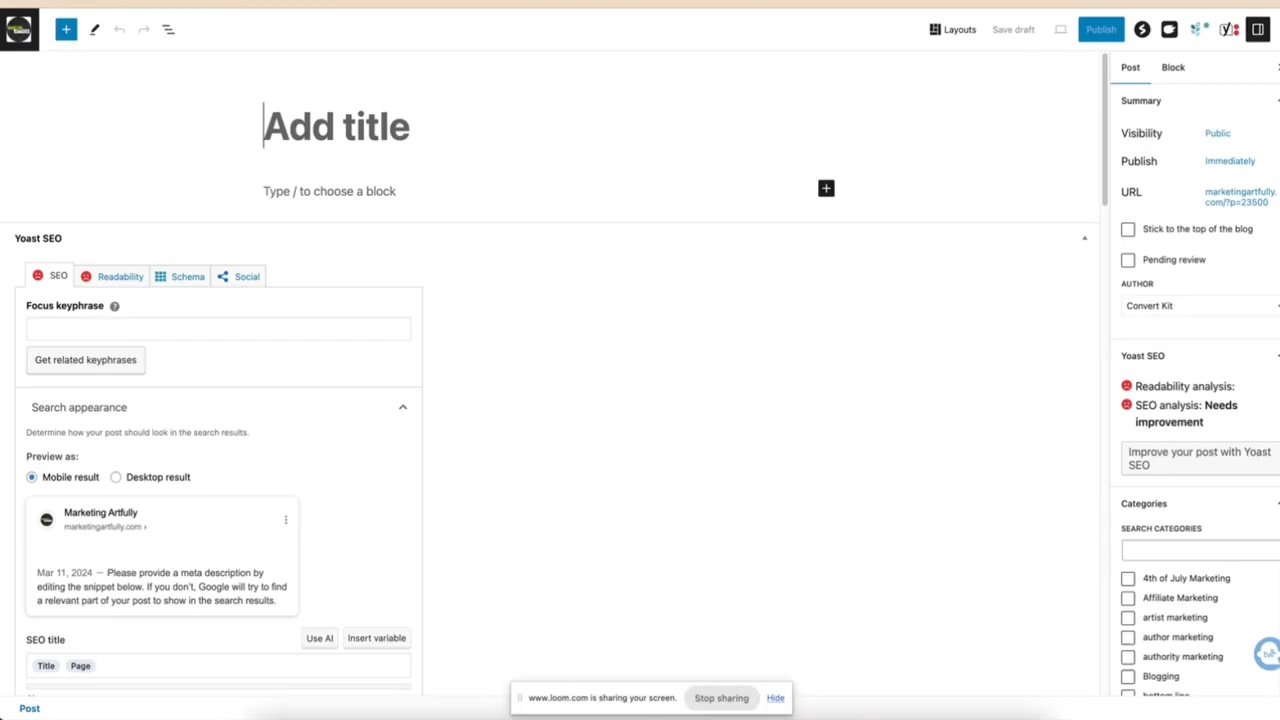 Layouts
Save draft
Publish
Add title
Type / to choose a block
Yoast SEO
SEO
Readability
Schema
Social
Focus keyphrase
Get related keyphrases
Search appearance
Determine how your post should look in the search results.
Preview as:
Mobile result
Desktop result
Marketing Artfully
marketingartfully.com ›
Mar 11, 2024 — Please provide a meta description by
editing the snippet below. If you don't, Google will try to find
a relevant part of your post to show in the search results.
SEO title
Use AI
Insert variable
Title Page
Post
www.loom.com is sharing your screen.
Stop sharing
Hide
Post
Block
Summary
Visibility
Public
Publish
Immediately
URL
marketingartfully.
com/?p=23500
Stick to the top of the blog
Pending review
AUTHOR
Convert Kit
Yoast SEO
Readability analysis:
SEO analysis: Needs
improvement
Improve your post with Yoast
SEO
Categories
SEARCH CATEGORIES
4th of July Marketing
Affiliate Marketing
artist marketing
author marketing
authority marketing
Blogging
bottom line